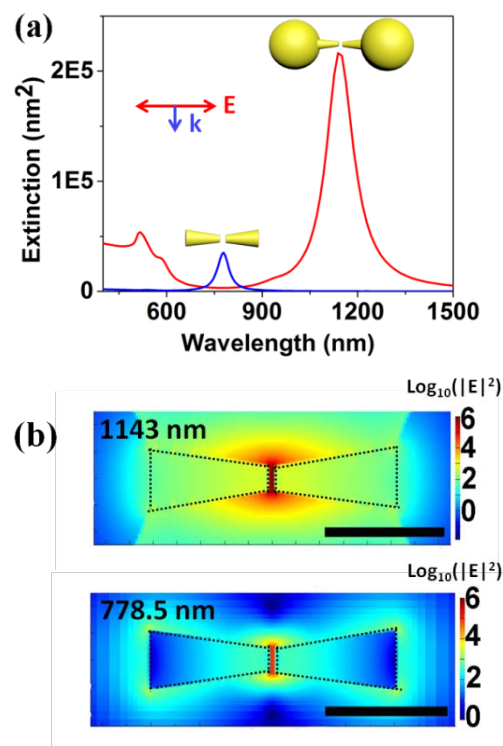 (a)
2E5
1E5
0
Extinction (nm²)
E
k
600
900
1200
1500
Wavelength (nm)
(b)
Log₁₀(|E|²)
1143 nm
6
4
2
0
Log₁₀(|E|²)
778.5 nm
6
4
2
0